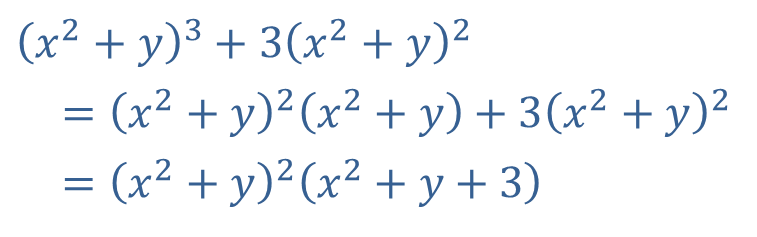 (x² + y)³ + 3(x² + y)²
= (x² + y)²(x² + y) + 3(x² + y)²
= (x² + y)²(x² + y + 3)